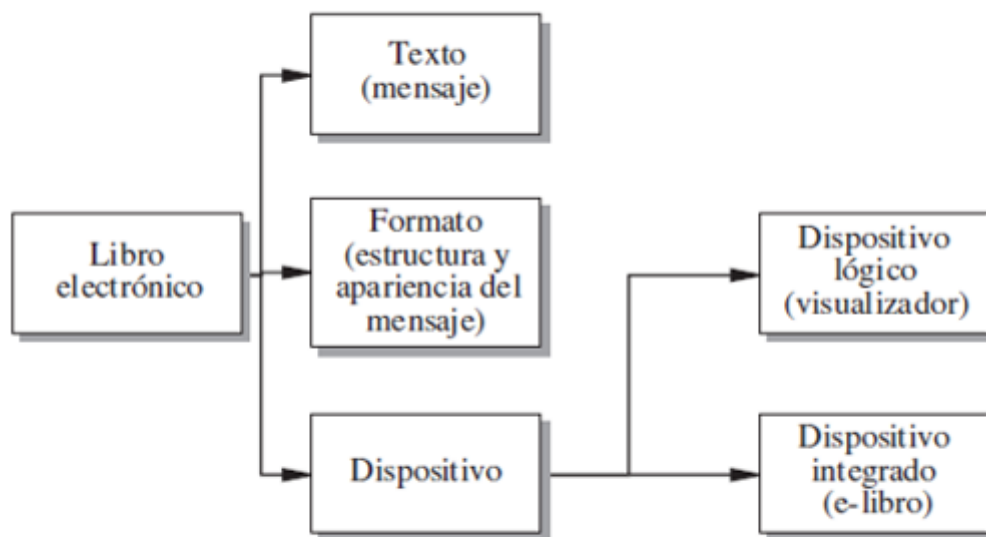 Texto
(mensaje)
Libro
electrónico
Formato
(estructura y
apariencia del
mensaje)
Dispositivo
Dispositivo
lógico
(visualizador)
Dispositivo
integrado
(e-libro)